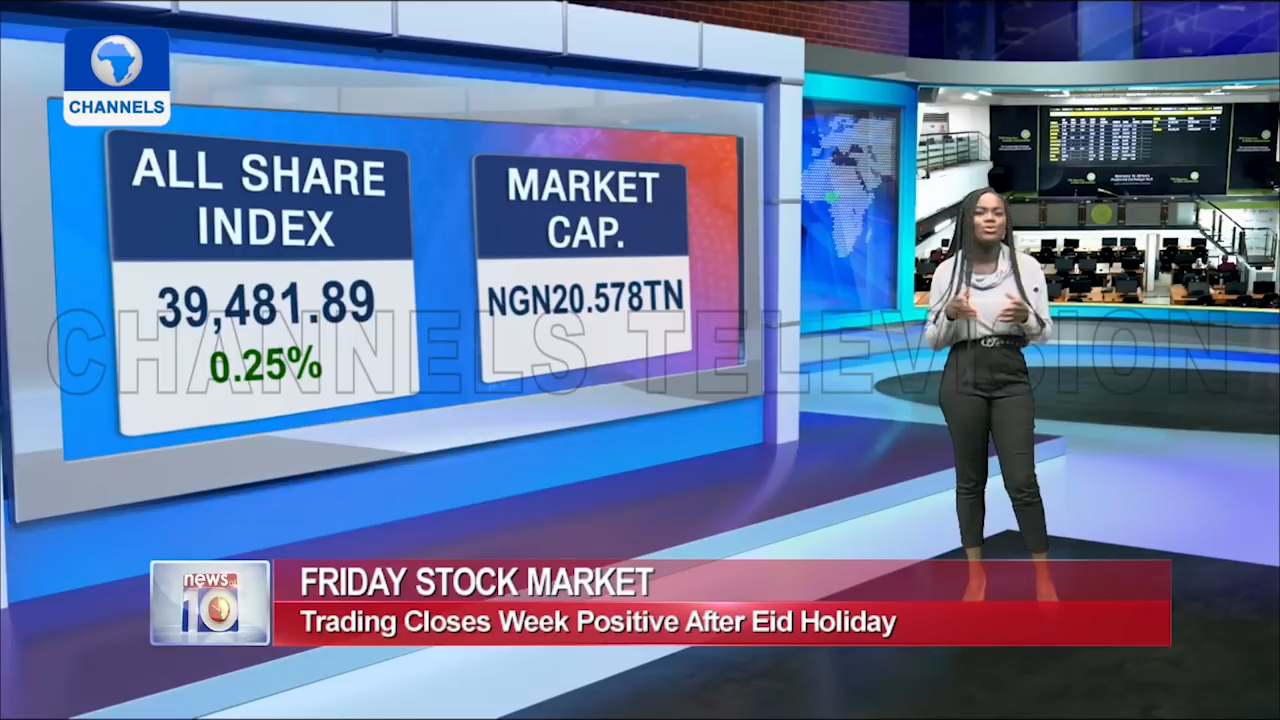 CHANNELS
ALL SHARE
INDEX
39,481.89
0.25%
MARKET
CAP.
NGN20.578TN
CHANNELS TELEVISION
news at
10
FRIDAY STOCK MARKET
Trading Closes Week Positive After Eid Holiday